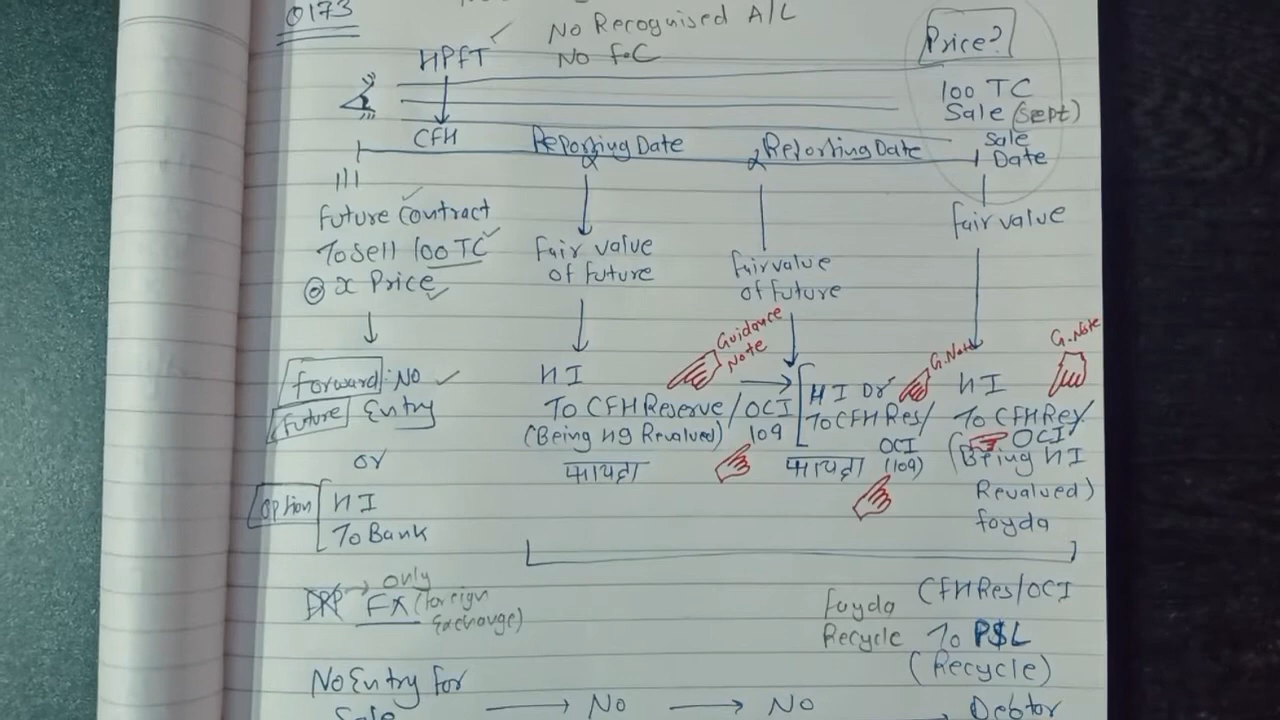 0173
No Recognised A/L
HPFT
No F.C
Price?
100 TC
Sale (Sept)
CFH
Reporting Date
2 Reporting Date
Sale
Date
Future Contract
To Sell 100 TC
@ x Price
Fair value
of future
Fair value
of future
Fair value
Guidance
Note
G.Note
G.Note
Forward: No
Future Entry
or
HI
To CFH Reserve / OCI
(Being Hg Revalued) 109
फायदा
HI Or
To CFH Res/
OCI
फायदा (109)
HI
To CFH Res/
OCI
(Being HI
Revalued)
foyda
Option
HI
To Bank
only
FX (foreign
Exchange)
foyda
Recycle
CFH Res/OCI
To P&L
(Recycle)
No Entry for
Sale
No
No
Debtor